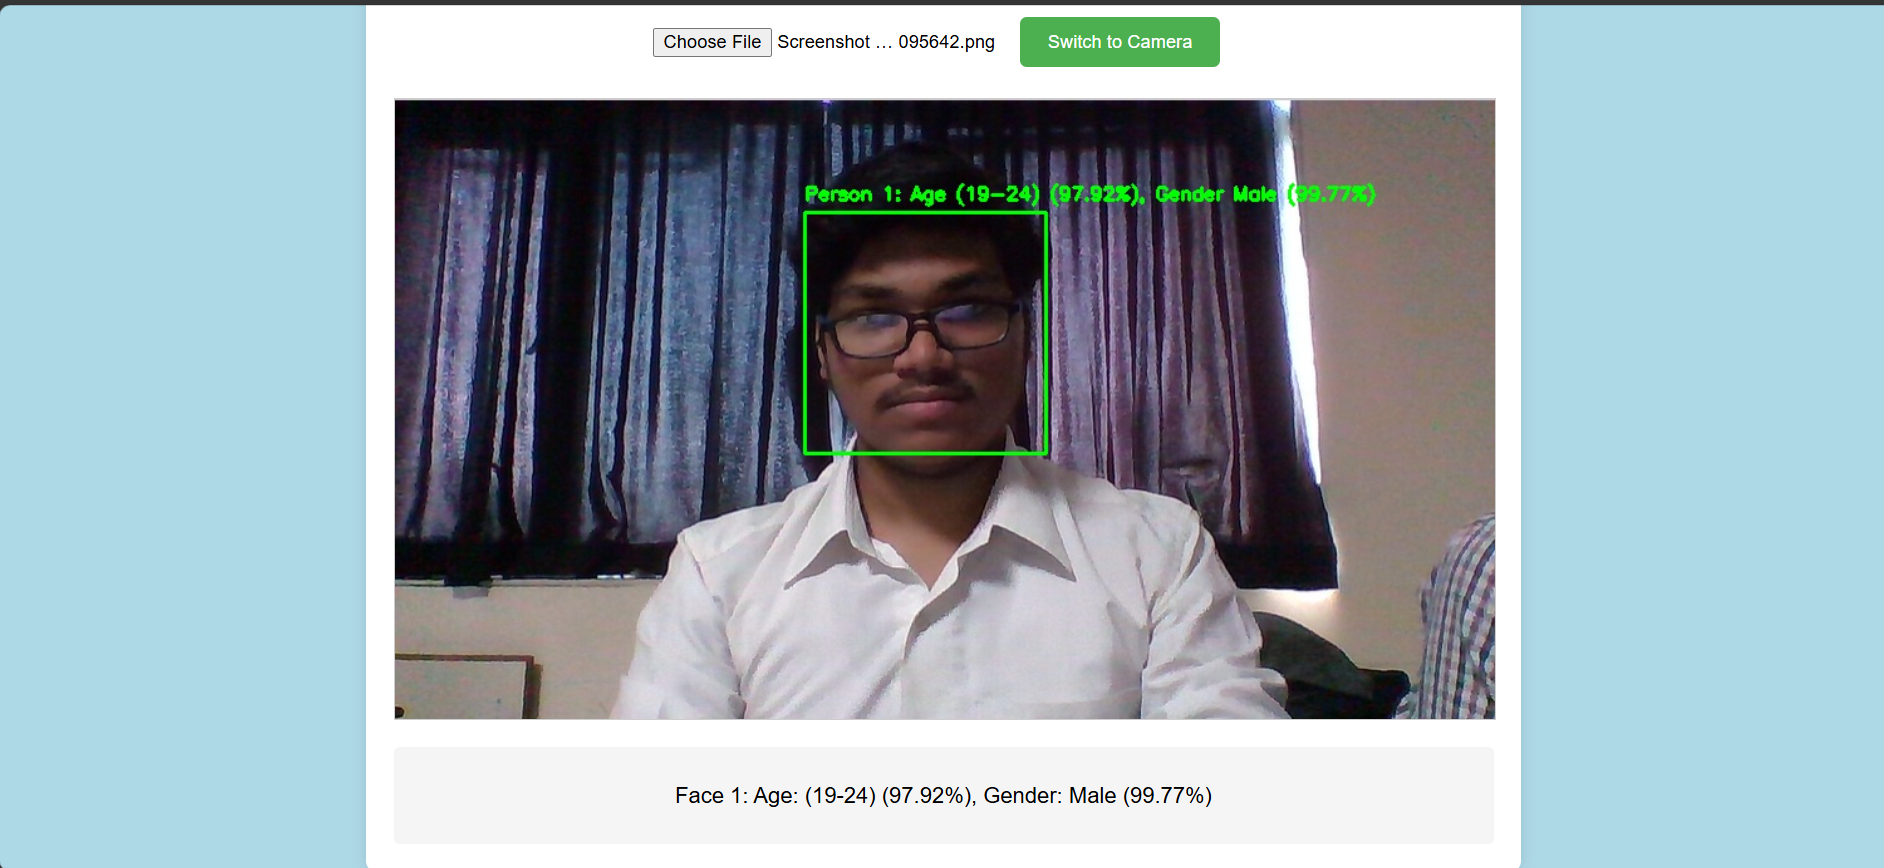 Choose File Screenshot ... 095642.png Switch to Camera
Person 1: Age (19-24) (97.92%), Gender Male (99.77%)
Face 1: Age: (19-24) (97.92%), Gender: Male (99.77%)